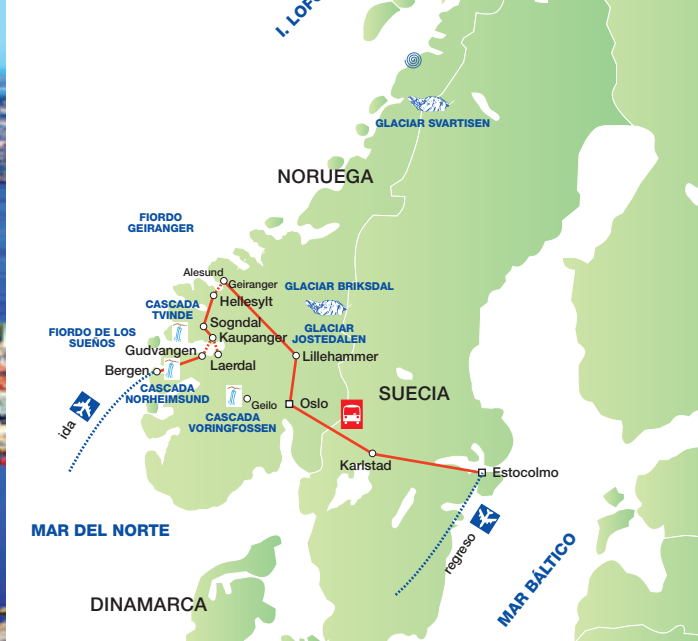 I. LOFO
GLACIAR SVARTISEN
NORUEGA
FIORDO
GEIRANGER
Alesund
Geiranger
GLACIAR BRIKSDAL
Hellesylt
CASCADA
TVINDE
GLACIAR
JOSTEDALEN
Sogndal
FIORDO DE LOS
SUEÑOS
Kaupanger
Gudvangen
Lillehammer
Laerdal
Bergen
CASCADA
NORHEIMSUND
SUECIA
Geilo
Oslo
CASCADA
VORINGFOSSEN
ida
Karlstad
Estocolmo
MAR DEL NORTE
regreso
MAR BÁLTICO
DINAMARCA